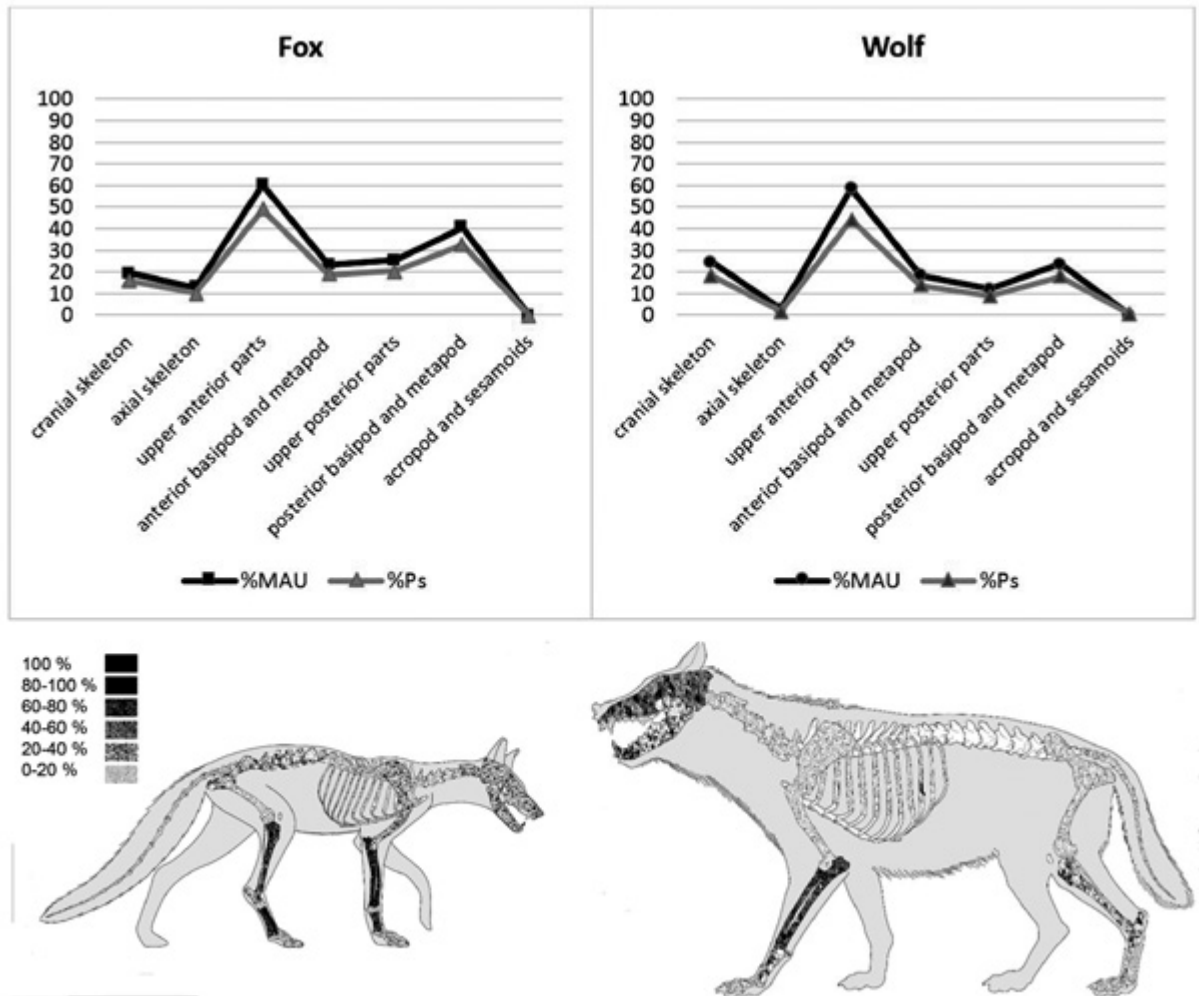 Fox
100
90
80
70
60
50
40
30
20
10
0
cranial skeleton
axial skeleton
upper anterior parts
anterior basipod and metapod
upper posterior parts
posterior basipod and metapod
acropod and sesamoids
%MAU %Ps
Wolf
100
90
80
70
60
50
40
30
20
10
0
cranial skeleton
axial skeleton
upper anterior parts
anterior basipod and metapod
upper posterior parts
posterior basipod and metapod
acropod and sesamoids
%MAU %Ps
100 %
80-100 %
60-80 %
40-60 %
20-40 %
0-20 %